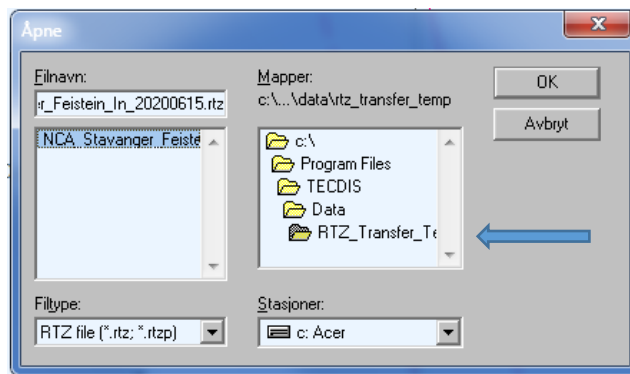 Åpne
Filnavn:
r_Feistein_In_20200615.rtz
NCA_Stavanger_Feiste
Mapper:
c:\...\data\rtz_transfer_temp
c:\
Program Files
TECDIS
Data
RTZ_Transfer_Te
OK
Avbryt
Filtype:
RTZ file (*.rtz; *.rtzp)
Stasjoner:
c: Acer